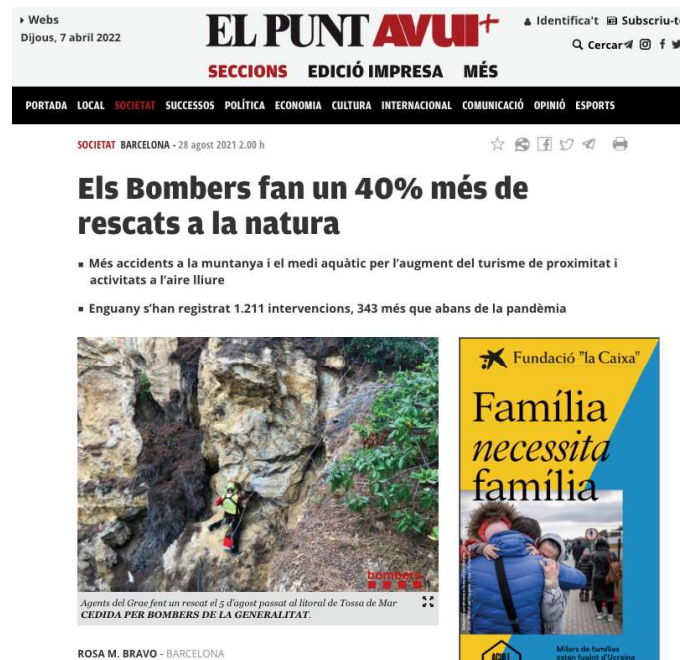 Webs
Dijous, 7 abril 2022
EL PUNT AVUI+
Identifica't Subscriu-t
Cercar
SECCIONS EDICIÓ IMPRESA MÉS
PORTADA LOCAL SOCIETAT SUCCESSOS POLÍTICA ECONOMIA CULTURA INTERNACIONAL COMUNICACIÓ OPINIÓ ESPORTS
SOCIETAT BARCELONA - 28 agost 2021 2.00 h
Els Bombers fan un 40% més de
rescats a la natura
Més accidents a la muntanya i el medi aquàtic per l'augment del turisme de proximitat i
activitats a l'aire lliure
Enguany s'han registrat 1.211 intervencions, 343 més que abans de la pandèmia
bombers
Agents del Grae fent un rescat el 5 d'agost passat al litoral de Tossa de Mar
CEDIDA PER BOMBERS DE LA GENERALITAT.
ROSA M. BRAVO - BARCELONA
Fundació "la Caixa"
Família
necessita
família
Milers de famílies
estan fugint d'Ucraïna